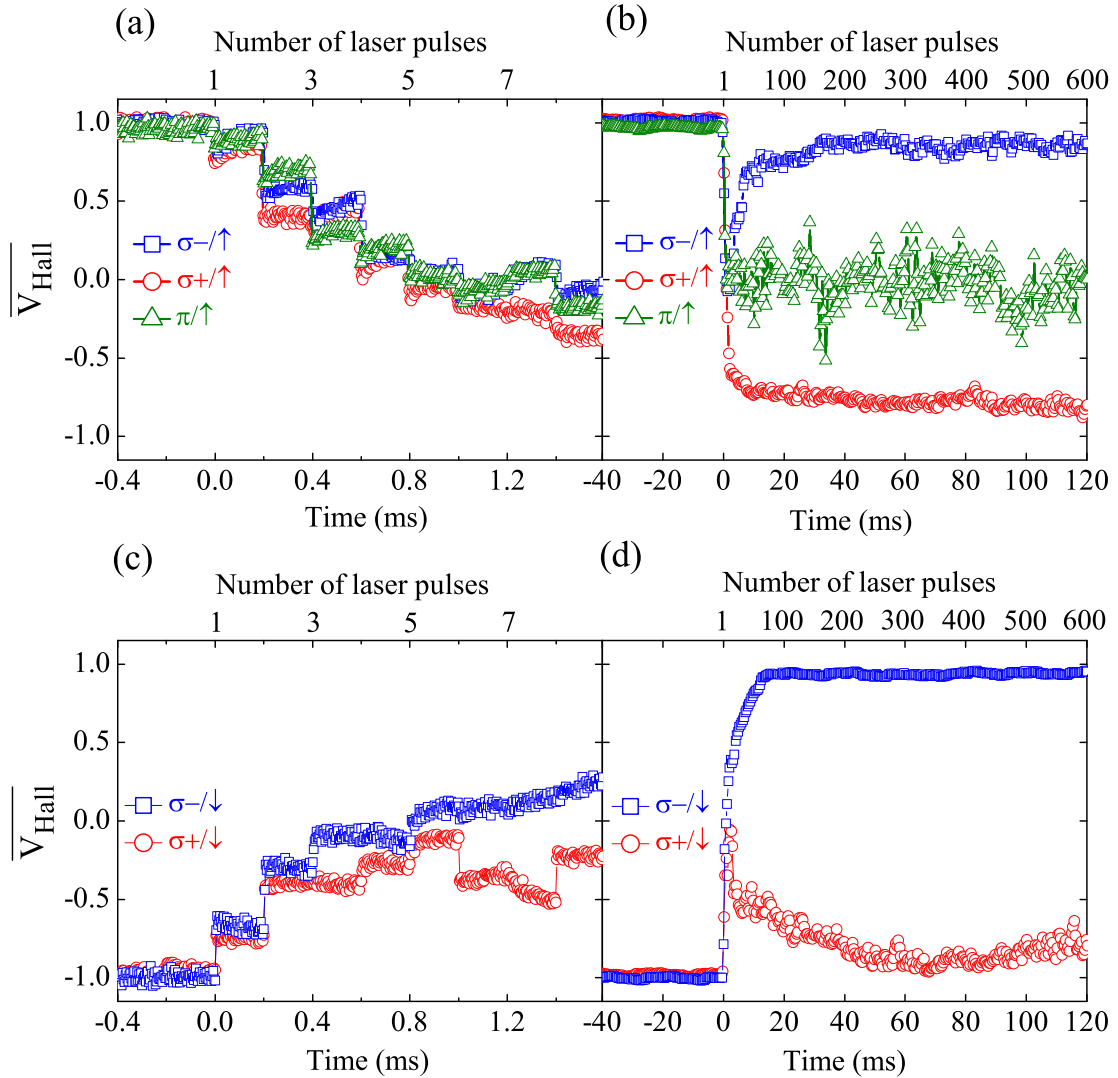 (a)
(b)
Number of laser pulses
Number of laser pulses
1 3 5 7
1 100 200 300 400 500 600
1.0
0.5
0.0
-0.5
-1.0
V Hall
σ−/↑
σ+/↑
π/↑
σ−/↑
σ+/↑
π/↑
-0.4 0.0 0.4 0.8 1.2
-40 0 20 40 60 80 100 120
Time (ms)
Time (ms)
(c)
(d)
Number of laser pulses
Number of laser pulses
1 3 5 7
1 100 200 300 400 500 600
1.0
0.5
0.0
-0.5
-1.0
V Hall
σ−/↓
σ+/↓
σ−/↓
σ+/↓
-0.4 0.0 0.4 0.8 1.2
-40 0 20 40 60 80 100 120
Time (ms)
Time (ms)